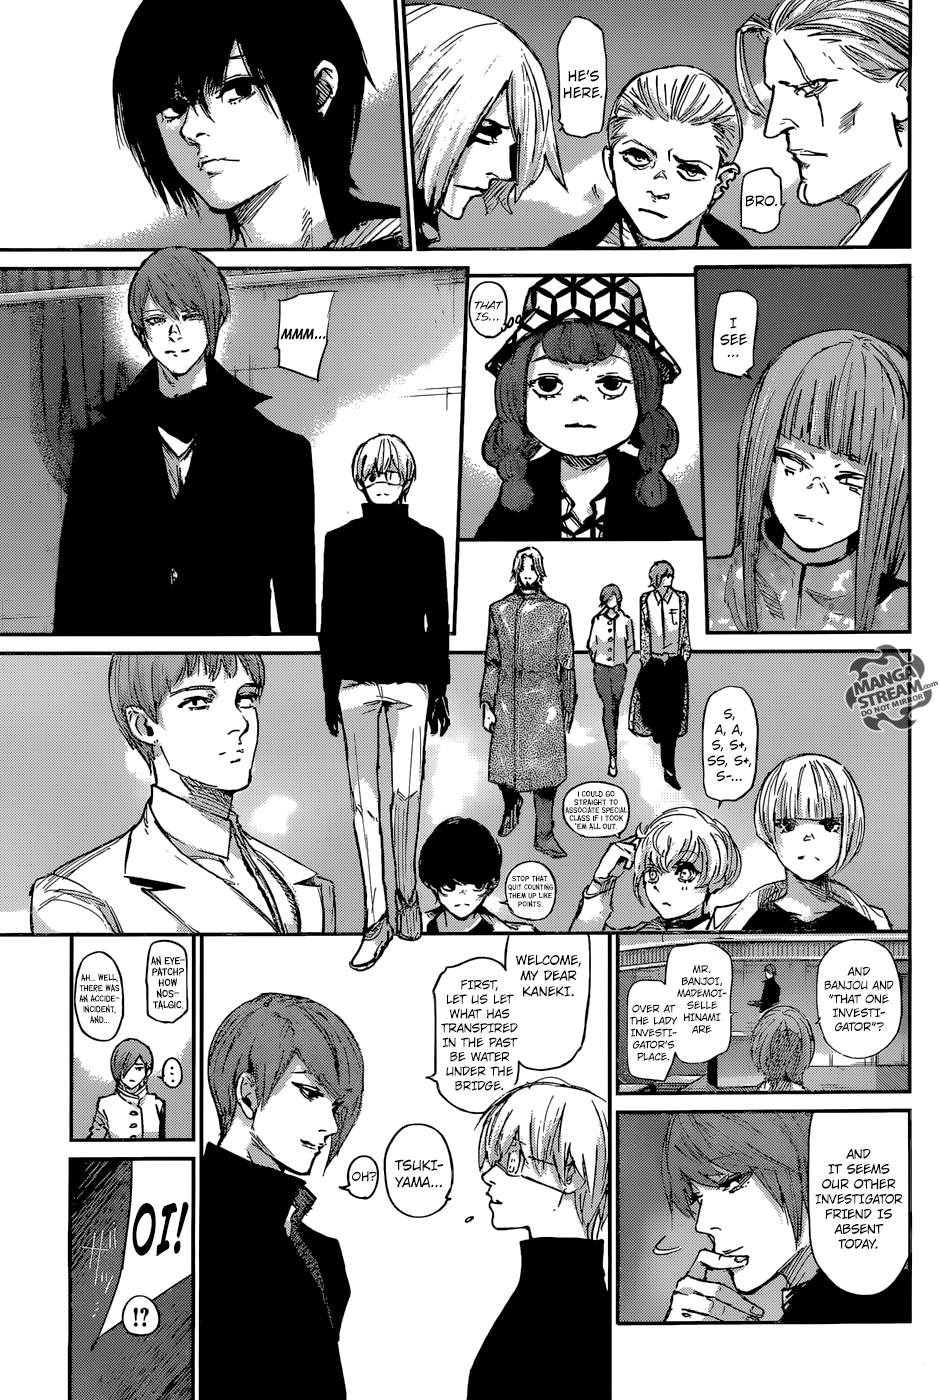 HE'S
HERE.
BRO.
I
SEE
...
THAT
IS...
MMM...
S,
A, A,
S, S+,
SS, S+,
S-...
I COULD GO
STRAIGHT TO
ASSOCIATE SPECIAL
CLASS IF I TOOK
'EM ALL OUT.
STOP THAT
QUIT COUNTING
THEM UP LIKE
POINTS.
MANGA
STREAM.com
DO NOT MIRROR!
AND
BANJOU AND
"THAT ONE
INVESTI-
GATOR"?
MR.
BANJOI,
MADEMOI-
SELLE
HINAMI ARE
OVER AT
THE LADY
INVESTI-
GATOR'S
PLACE.
AND
IT SEEMS
OUR OTHER
INVESTIGATOR
FRIEND IS
ABSENT
TODAY.
WELCOME,
MY DEAR
KANEKI.
FIRST,
LET US LET
WHAT HAS
TRANSPIRED
IN THE PAST
BE WATER
UNDER THE
BRIDGE.
TSUKI-
YAMA...
OH?
AN EYE-
PATCH?
HOW
NOS-
TALGIC.
AH... WELL,
THERE WAS
AN ACCIDE-
INCIDENT,
AND...
...
OI!
!?